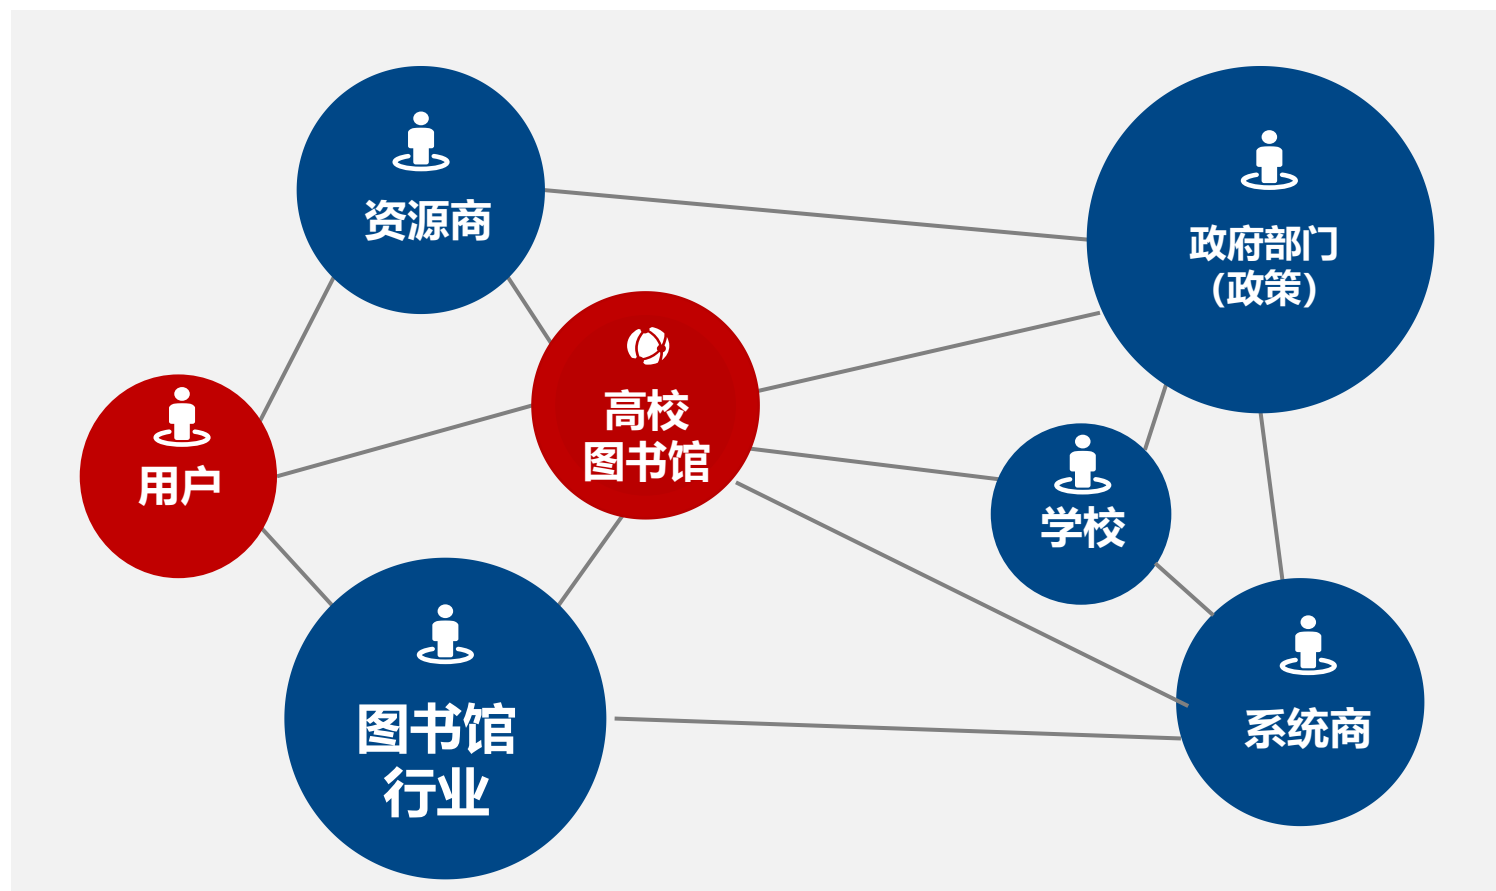 资源商
政府部门
（政策）
高校
图书馆
用户
学校
图书馆
行业
系统商